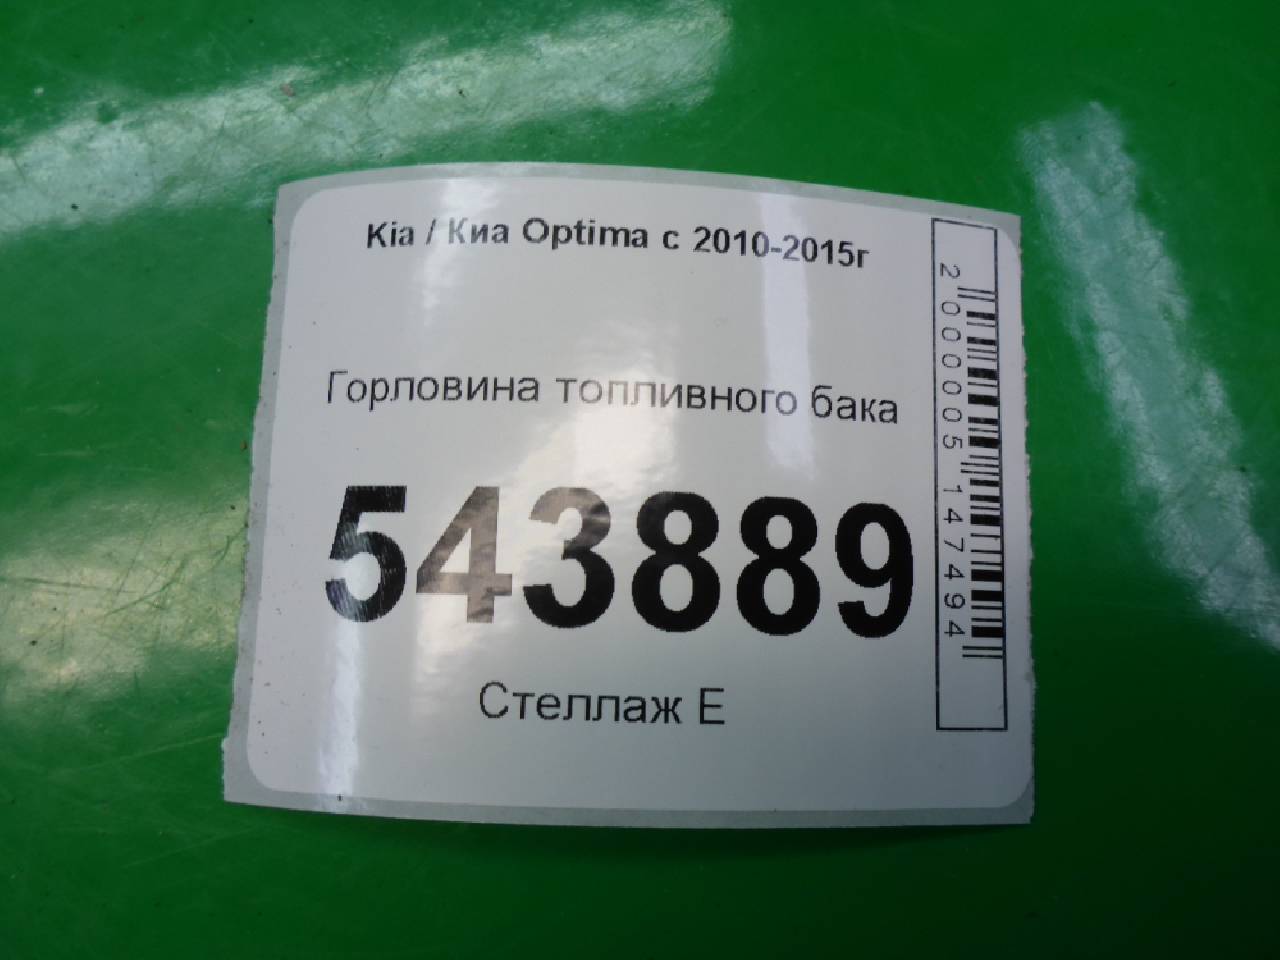 Kia / Киа Optima с 2010-2015г
Горловина топливного бака
543889
Стеллаж Е
2000005147494